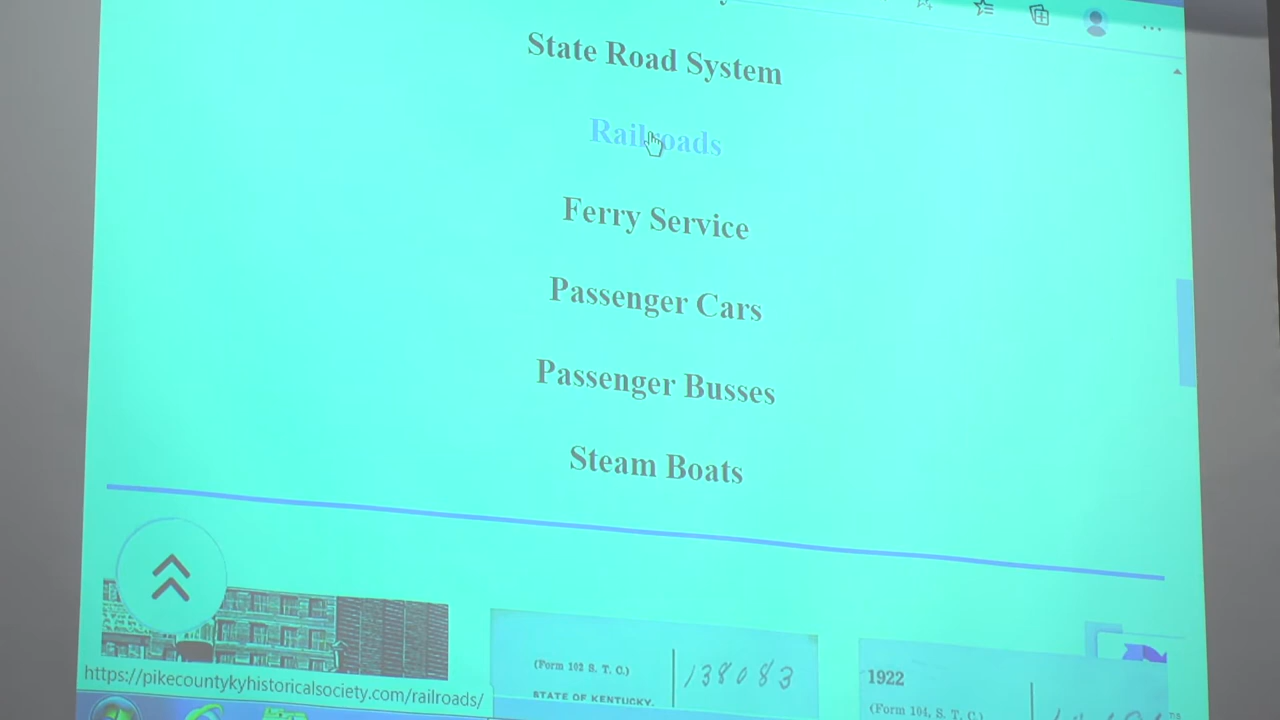 State Road System
Railroads
Ferry Service
Passenger Cars
Passenger Busses
Steam Boats
(Form 102 S. T. C.)
138083
STATE OF KENTUCKY.
1922
(Form 104, S. T. C.)
https://pikecountykyhistoricalsociety.com/railroads/